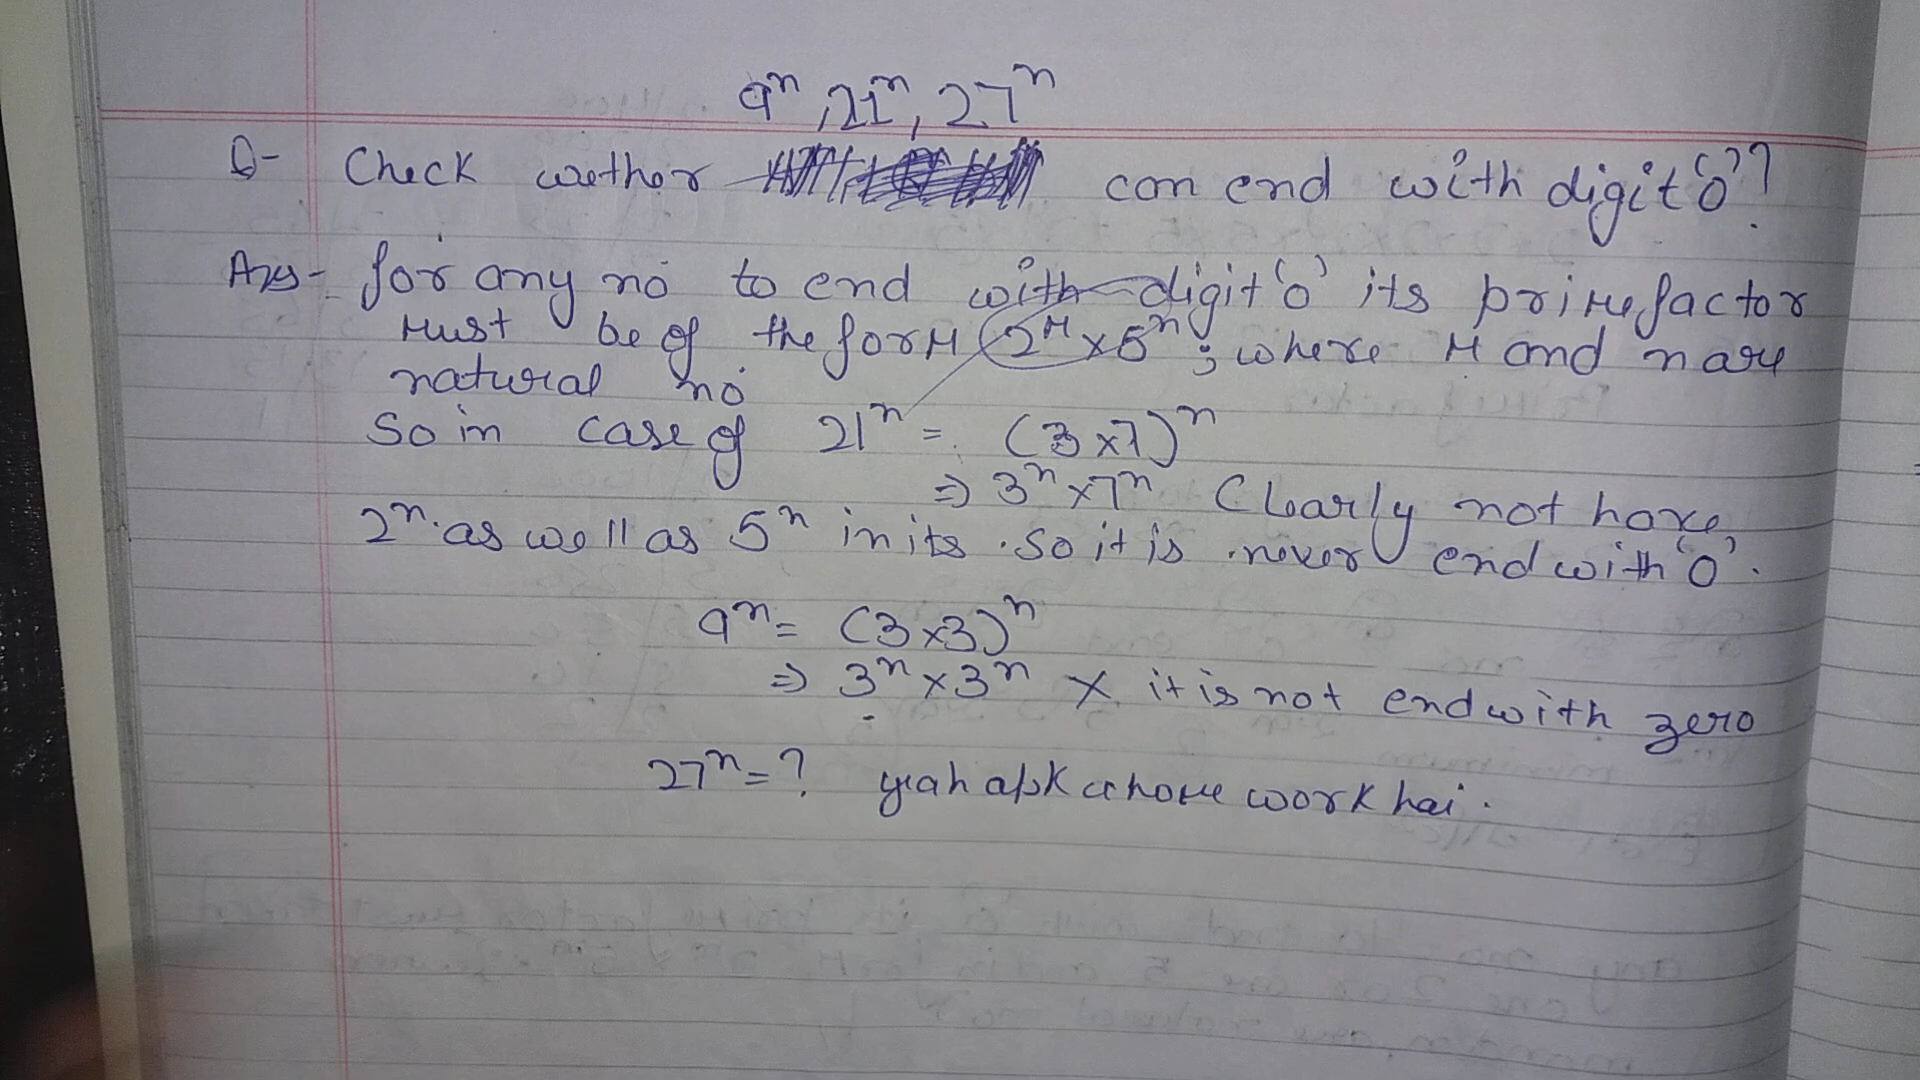 9ⁿ, 21ⁿ, 27ⁿ
Q- Check wether can end with digit '0'?
Ans- for any no to end with digit '0' its prime factor
must be of the form 2ᵐ×5ⁿ; where m and n are
natural no
So in case of 21ⁿ = (3×7)ⁿ
⇒ 3ⁿ×7ⁿ Clearly not have
2ⁿ as well as 5ⁿ in its. So it is never end with '0'.
9ⁿ = (3×3)ⁿ
⇒ 3ⁿ×3ⁿ × it is not end with zero
27ⁿ = ? yeah apk a home work hai.